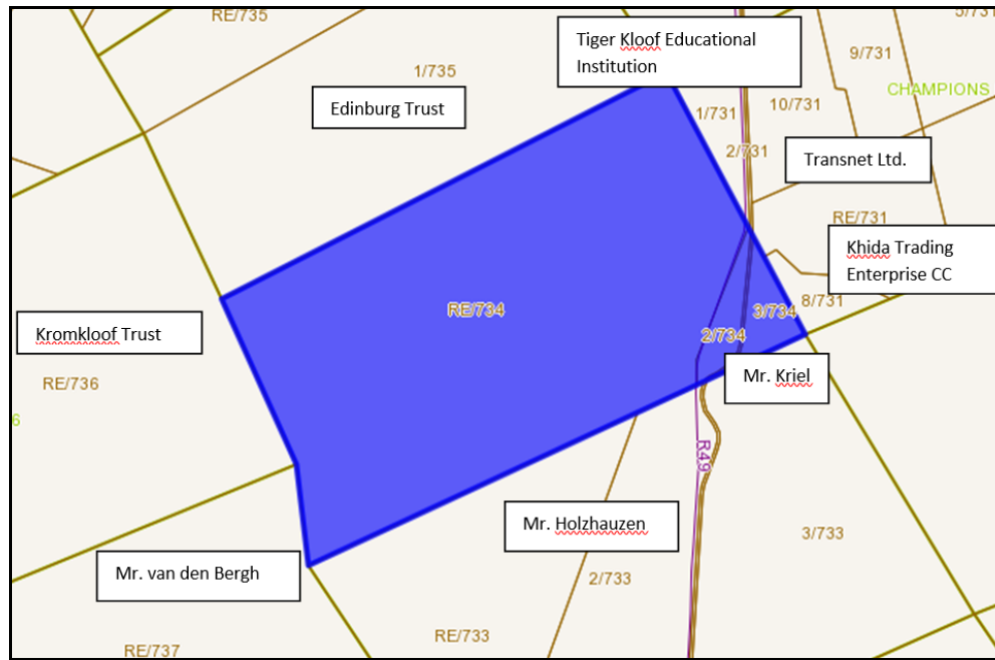 RE/735
5/731
Tiger Kloof Educational
Institution
9/731
1/735
CHAMPIONS
Edinburg Trust
1/731
10/731
2/731
Transnet Ltd.
RE/731
Khida Trading
Enterprise CC
RE/734
3/734
8/731
Kromkloof Trust
2/734
RE/736
Mr. Kriel
6
R49
Mr. Holzhauzen
3/733
Mr. van den Bergh
2/733
RE/733
RE/737